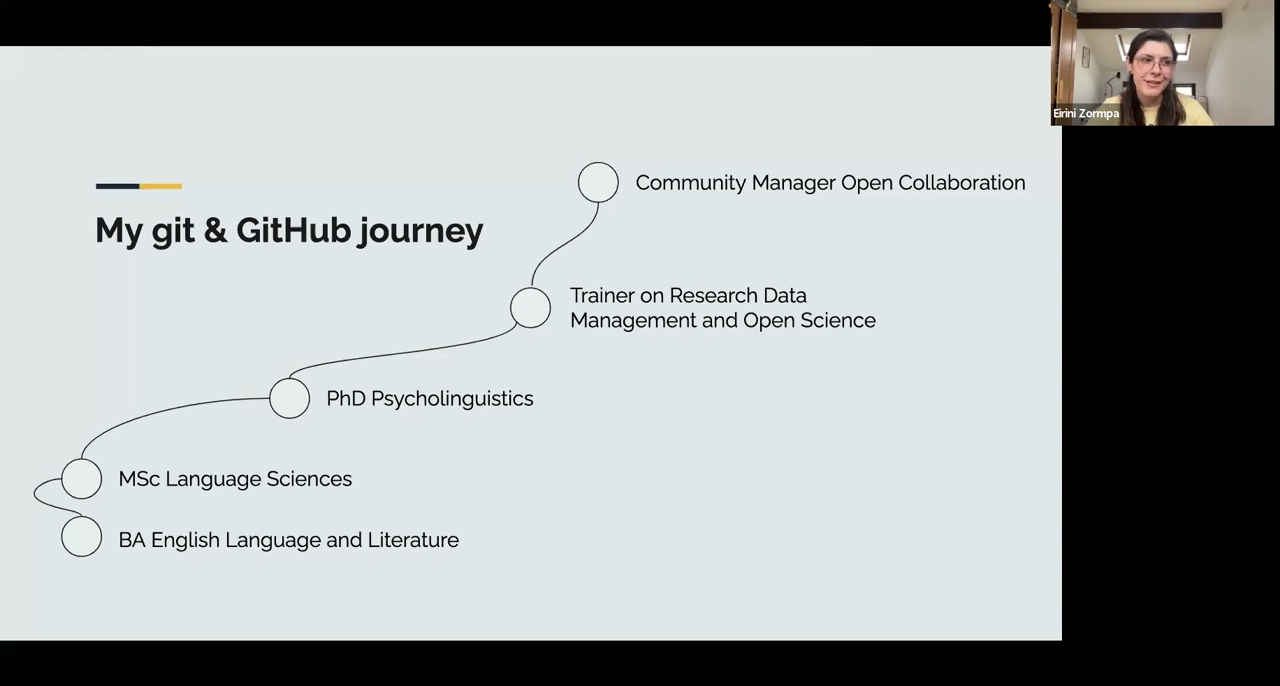 Eirini Zormpa
My git & GitHub journey
Community Manager Open Collaboration
Trainer on Research Data
Management and Open Science
PhD Psycholinguistics
MSc Language Sciences
BA English Language and Literature